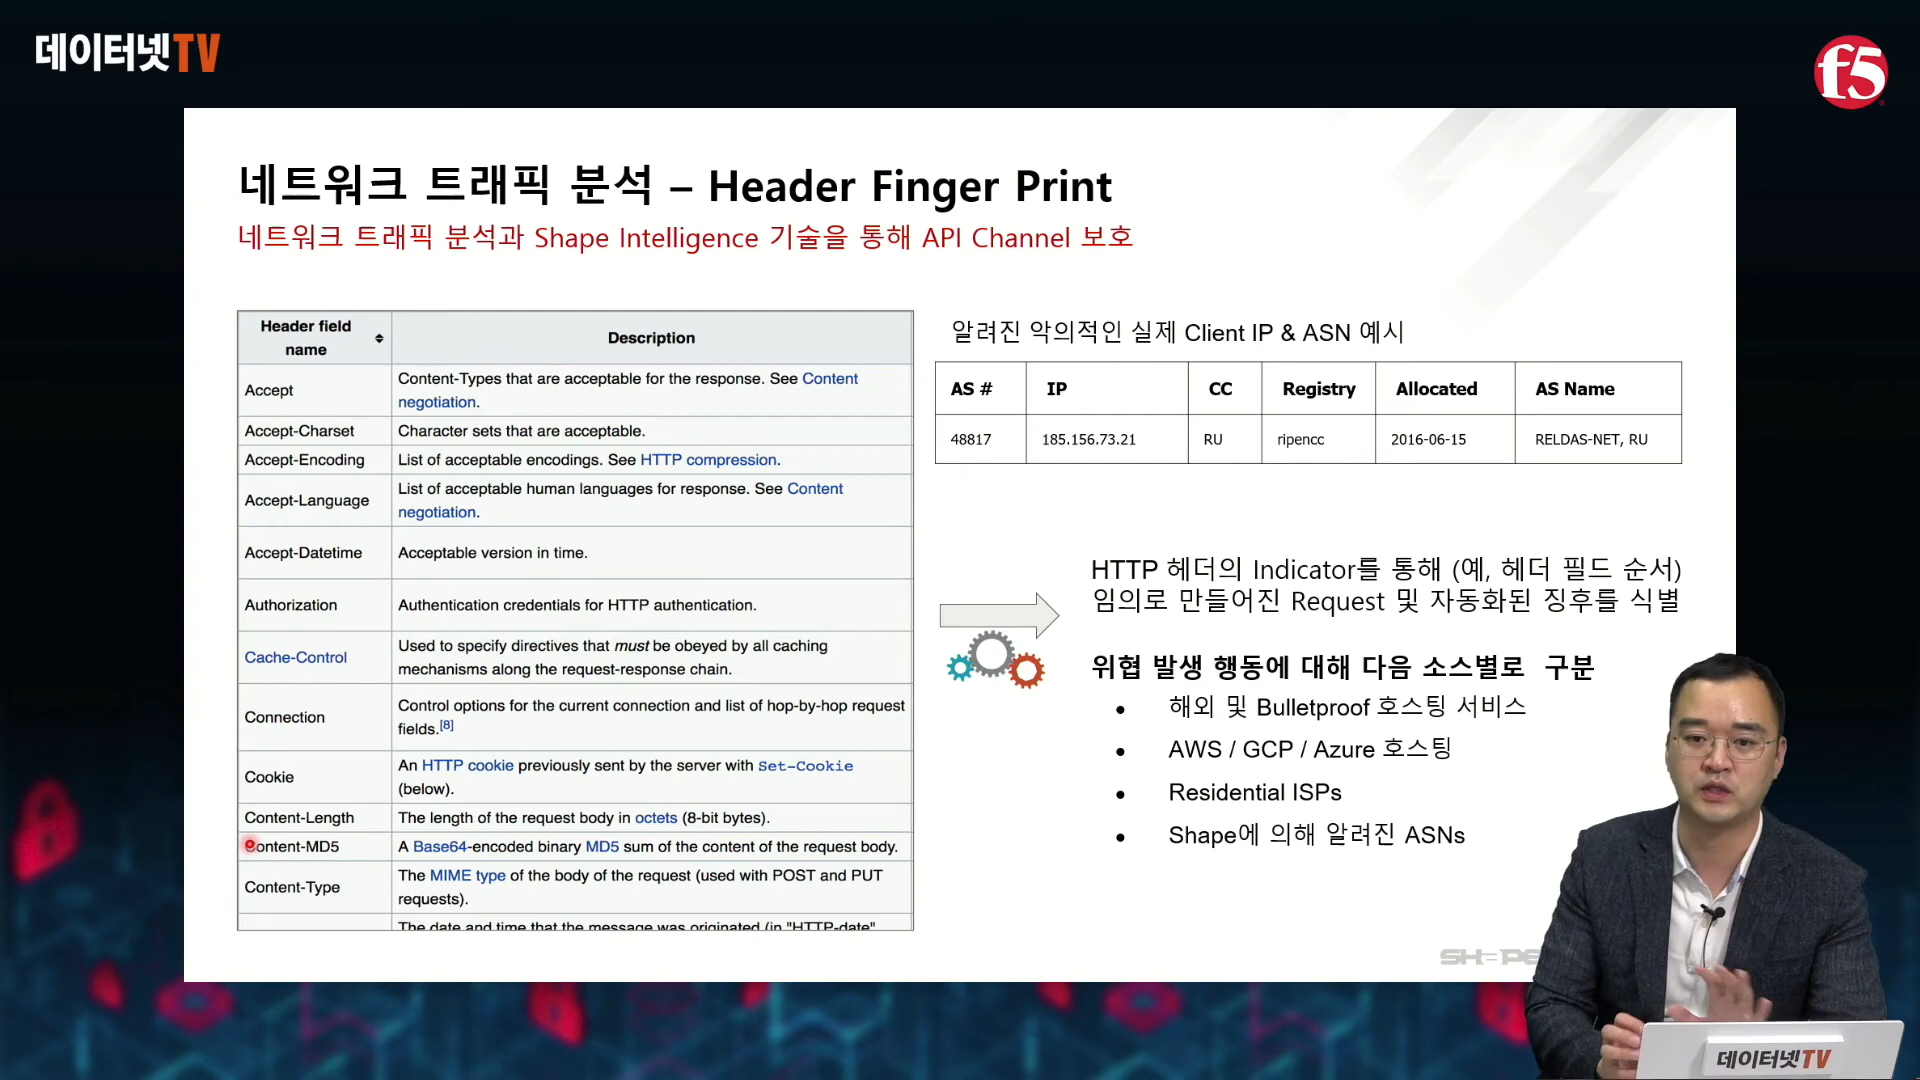 데이터넷TV
f5
네트워크 트래픽 분석 – Header Finger Print
네트워크 트래픽 분석과 Shape Intelligence 기술을 통해 API Channel 보호
Header field name
Description
Accept
Content-Types that are acceptable for the response. See Content
negotiation.
Accept-Charset
Character sets that are acceptable.
Accept-Encoding
List of acceptable encodings. See HTTP compression.
Accept-Language
List of acceptable human languages for response. See Content
negotiation.
Accept-Datetime
Acceptable version in time.
Authorization
Authentication credentials for HTTP authentication.
Cache-Control
Used to specify directives that must be obeyed by all caching
mechanisms along the request-response chain.
Connection
Control options for the current connection and list of hop-by-hop request
fields.[8]
Cookie
An HTTP cookie previously sent by the server with Set-Cookie
(below).
Content-Length
The length of the request body in octets (8-bit bytes).
Content-MD5
A Base64-encoded binary MD5 sum of the content of the request body.
Content-Type
The MIME type of the body of the request (used with POST and PUT
requests).
The date and time that the message was originated (in "HTTP-date"
알려진 악의적인 실제 Client IP & ASN 예시
AS # IP CC Registry Allocated AS Name
48817 185.156.73.21 RU ripencc 2016-06-15 RELDAS-NET, RU
HTTP 헤더의 Indicator를 통해 (예, 헤더 필드 순서)
임의로 만들어진 Request 및 자동화된 징후를 식별
위협 발생 행동에 대해 다음 소스별로 구분
• 해외 및 Bulletproof 호스팅 서비스
• AWS / GCP / Azure 호스팅
• Residential ISPs
• Shape에 의해 알려진 ASNs
SHAPE
데이터넷TV